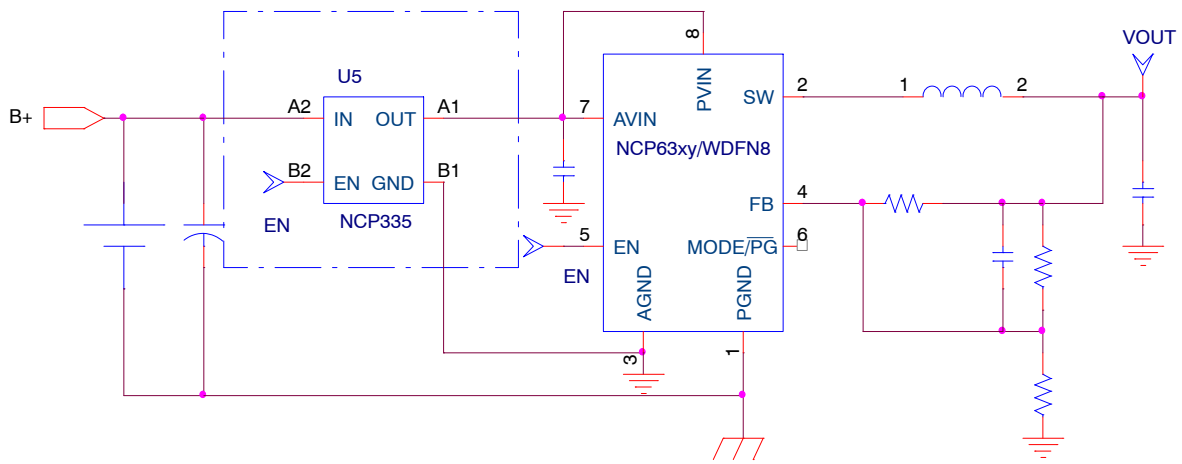 8
VOUT
U5
PVIN
2
SW
1
2
A2
IN
OUT
A1
7
AVIN
B+
NCP63xy/WDFN8
B2
EN
GND
B1
4
FB
EN
NCP335
5
EN
MODE/PG
6
EN
AGND
PGND
3
1